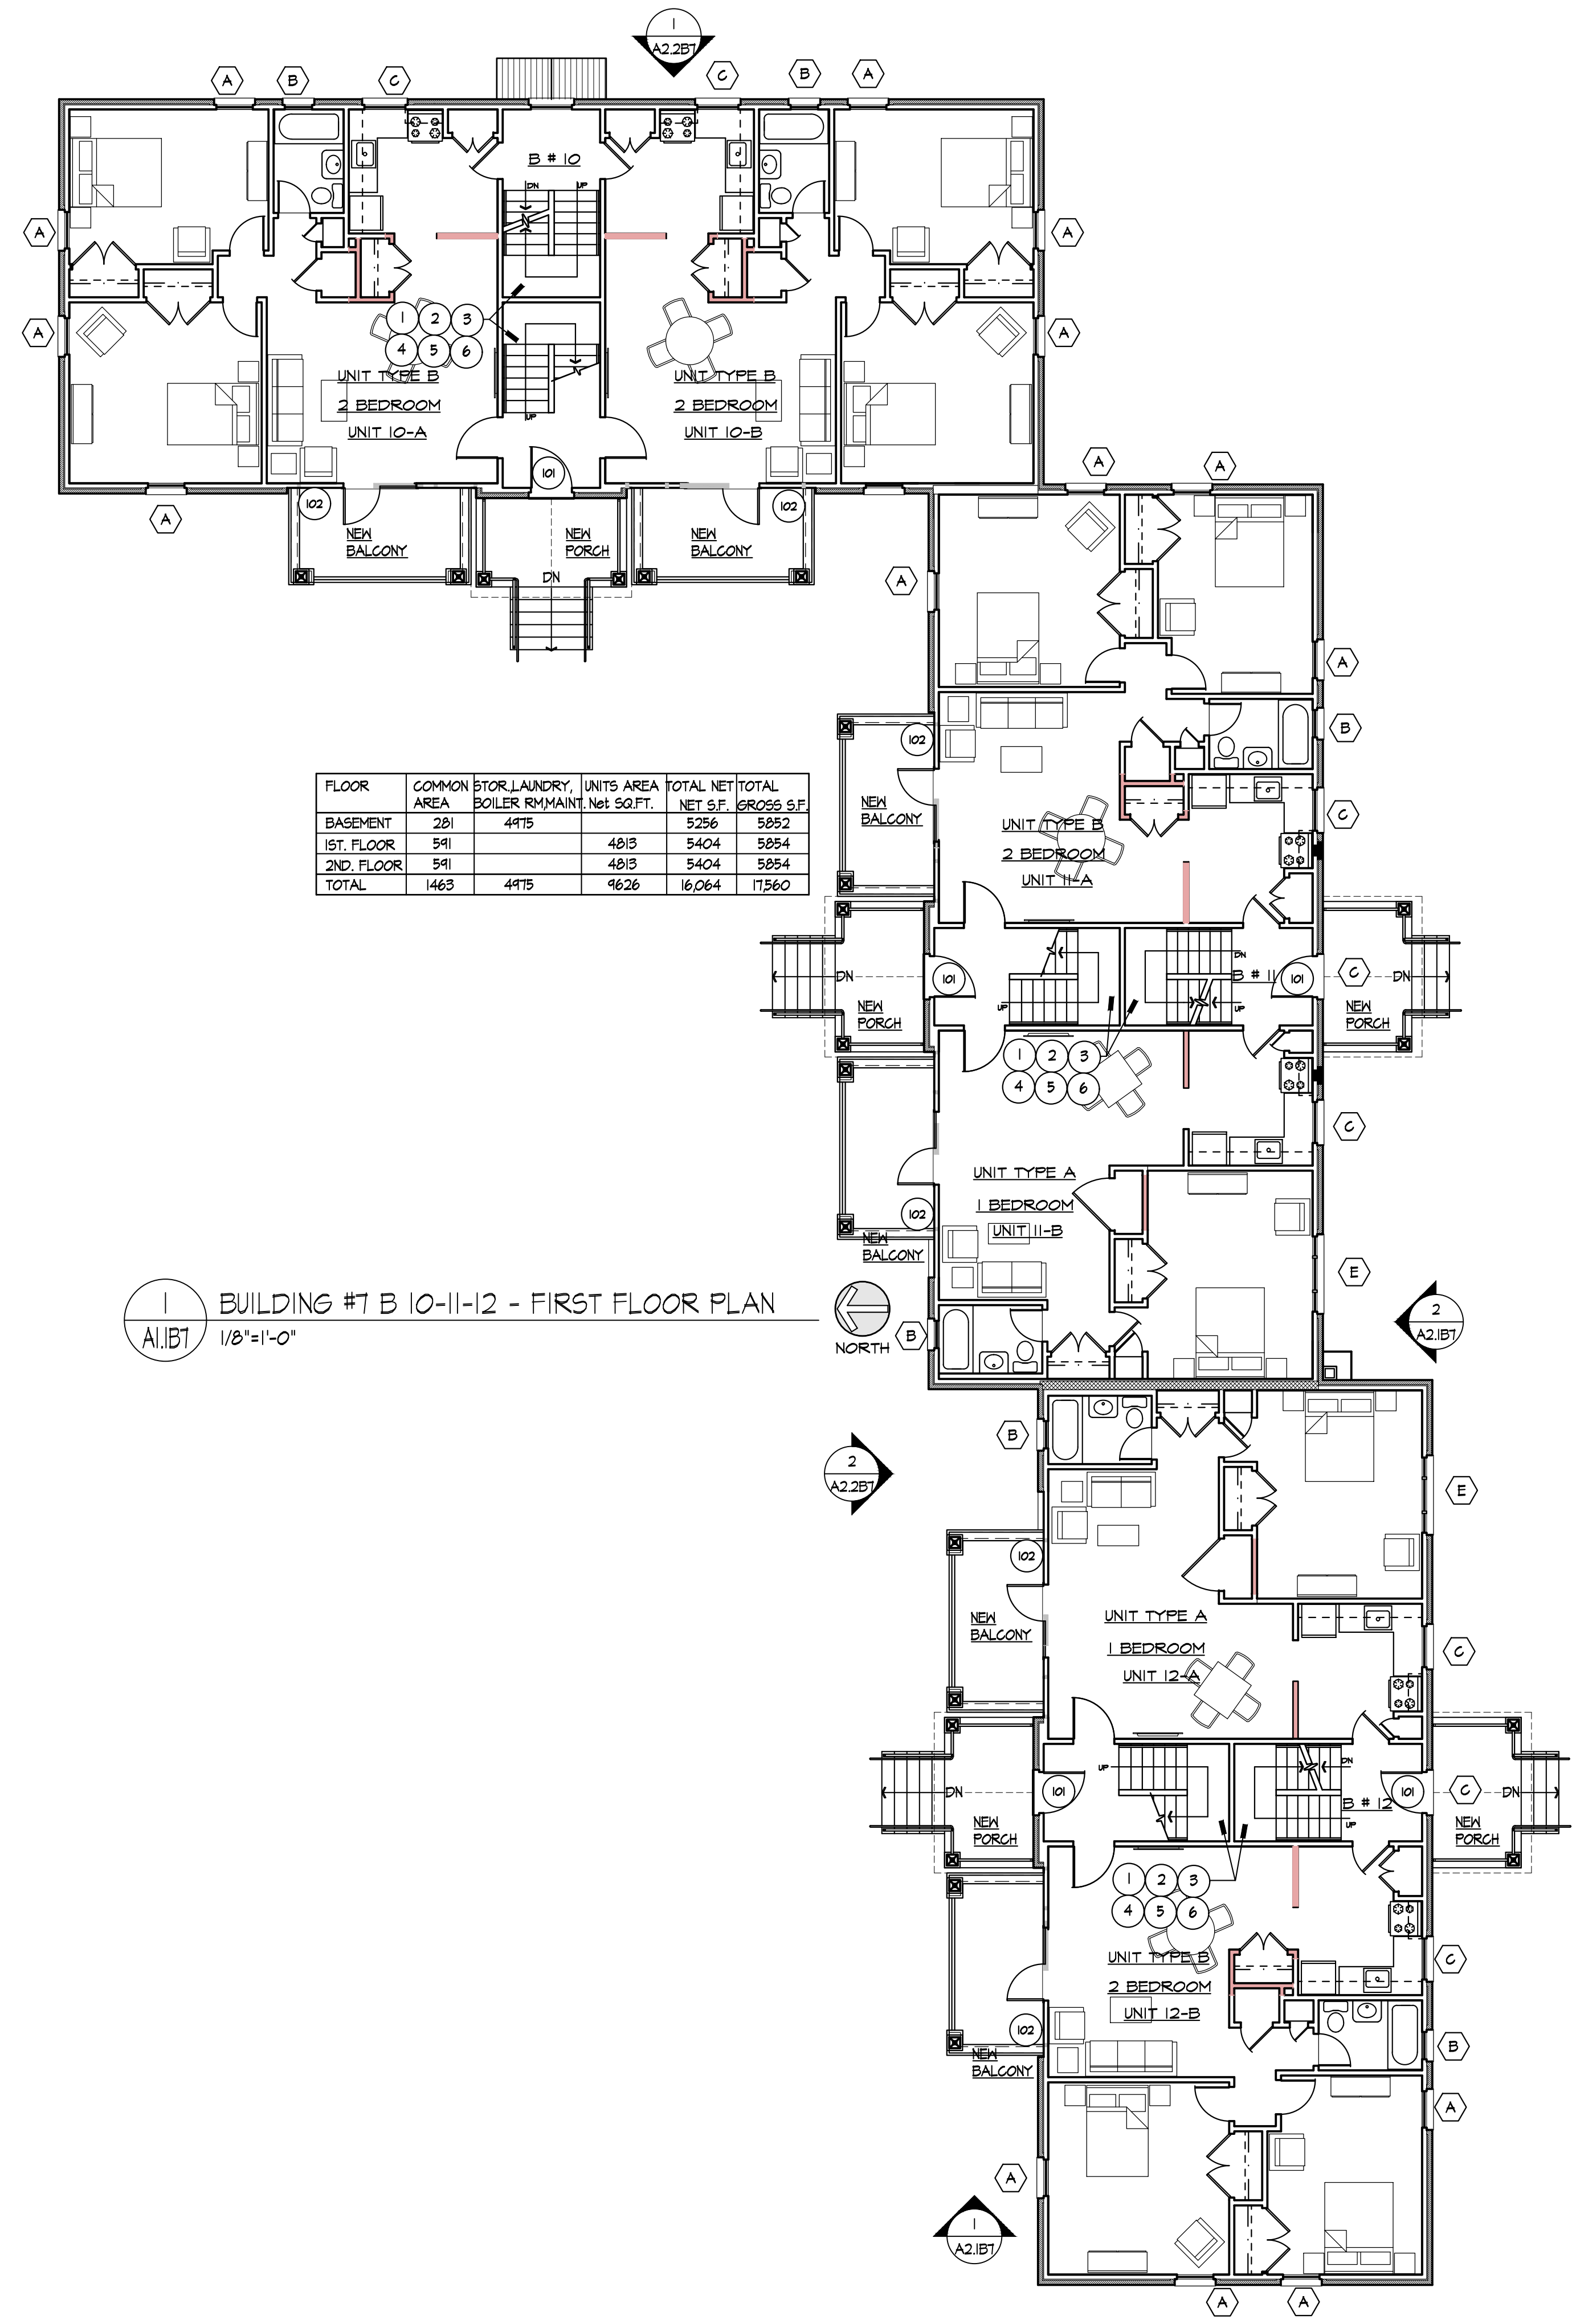 1
A2.2B7
A
B
C
C
B
A
B # 10
DN
UP
A
A
A
A
1
2
3
4
5
6
UNIT TYPE B
2 BEDROOM
UNIT 10-A
UNIT TYPE B
2 BEDROOM
UNIT 10-B
UP
101
102
102
A
NEW
BALCONY
NEW
PORCH
DN
NEW
BALCONY
A
A
A
A
B
102
NEW
BALCONY
C
UNIT TYPE B
2 BEDROOM
UNIT 11-A
FLOOR COMMON AREA STOR.,LAUNDRY, BOILER RM,MAINT. UNITS AREA Net SQ.FT. TOTAL NET NET S.F. TOTAL GROSS S.F.
BASEMENT 281 4975 5256 5852
1ST. FLOOR 591 4813 5404 5854
2ND. FLOOR 591 4813 5404 5854
TOTAL 1463 4975 9626 16,064 17,560
DN
NEW
PORCH
101
UP
DN
B # 11
UP
101
C
DN
NEW
PORCH
1
2
3
4
5
6
C
UNIT TYPE A
1 BEDROOM
UNIT 11-B
102
NEW
BALCONY
E
1
A1.1B7
BUILDING #7 B 10-11-12 - FIRST FLOOR PLAN
1/8"=1'-0"
NORTH
B
2
A2.1B7
B
2
A2.2B7
E
102
NEW
BALCONY
UNIT TYPE A
1 BEDROOM
UNIT 12-A
C
DN
NEW
PORCH
101
UP
DN
B # 12
UP
101
C
DN
NEW
PORCH
1
2
3
4
5
6
UNIT TYPE B
2 BEDROOM
UNIT 12-B
C
102
NEW
BALCONY
B
A
A
1
A2.1B7
A
A